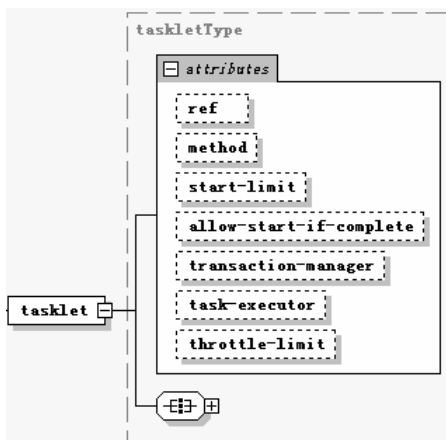 taskletType
attributes
ref
method
start-limit
allow-start-if-complete
transaction-manager
task-executor
throttle-limit
tasklet